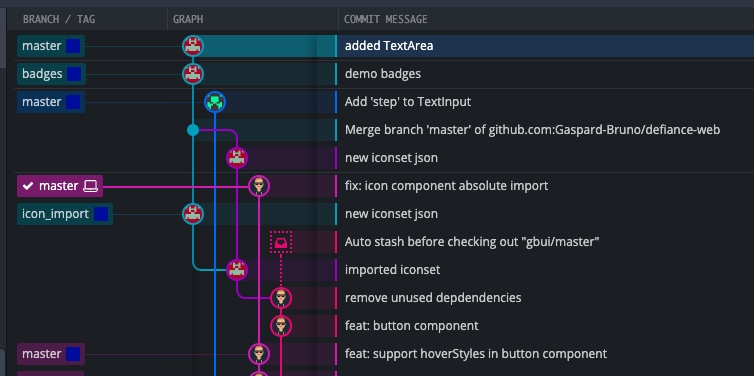 BRANCH / TAG GRAPH COMMIT MESSAGE
master added TextArea
badges demo badges
master Add 'step' to TextInput
Merge branch 'master' of github.com:Gaspard-Bruno/defiance-web
new iconset json
master fix: icon component absolute import
icon_import new iconset json
Auto stash before checking out "gbui/master"
imported iconset
remove unused depdendencies
feat: button component
master feat: support hoverStyles in button component